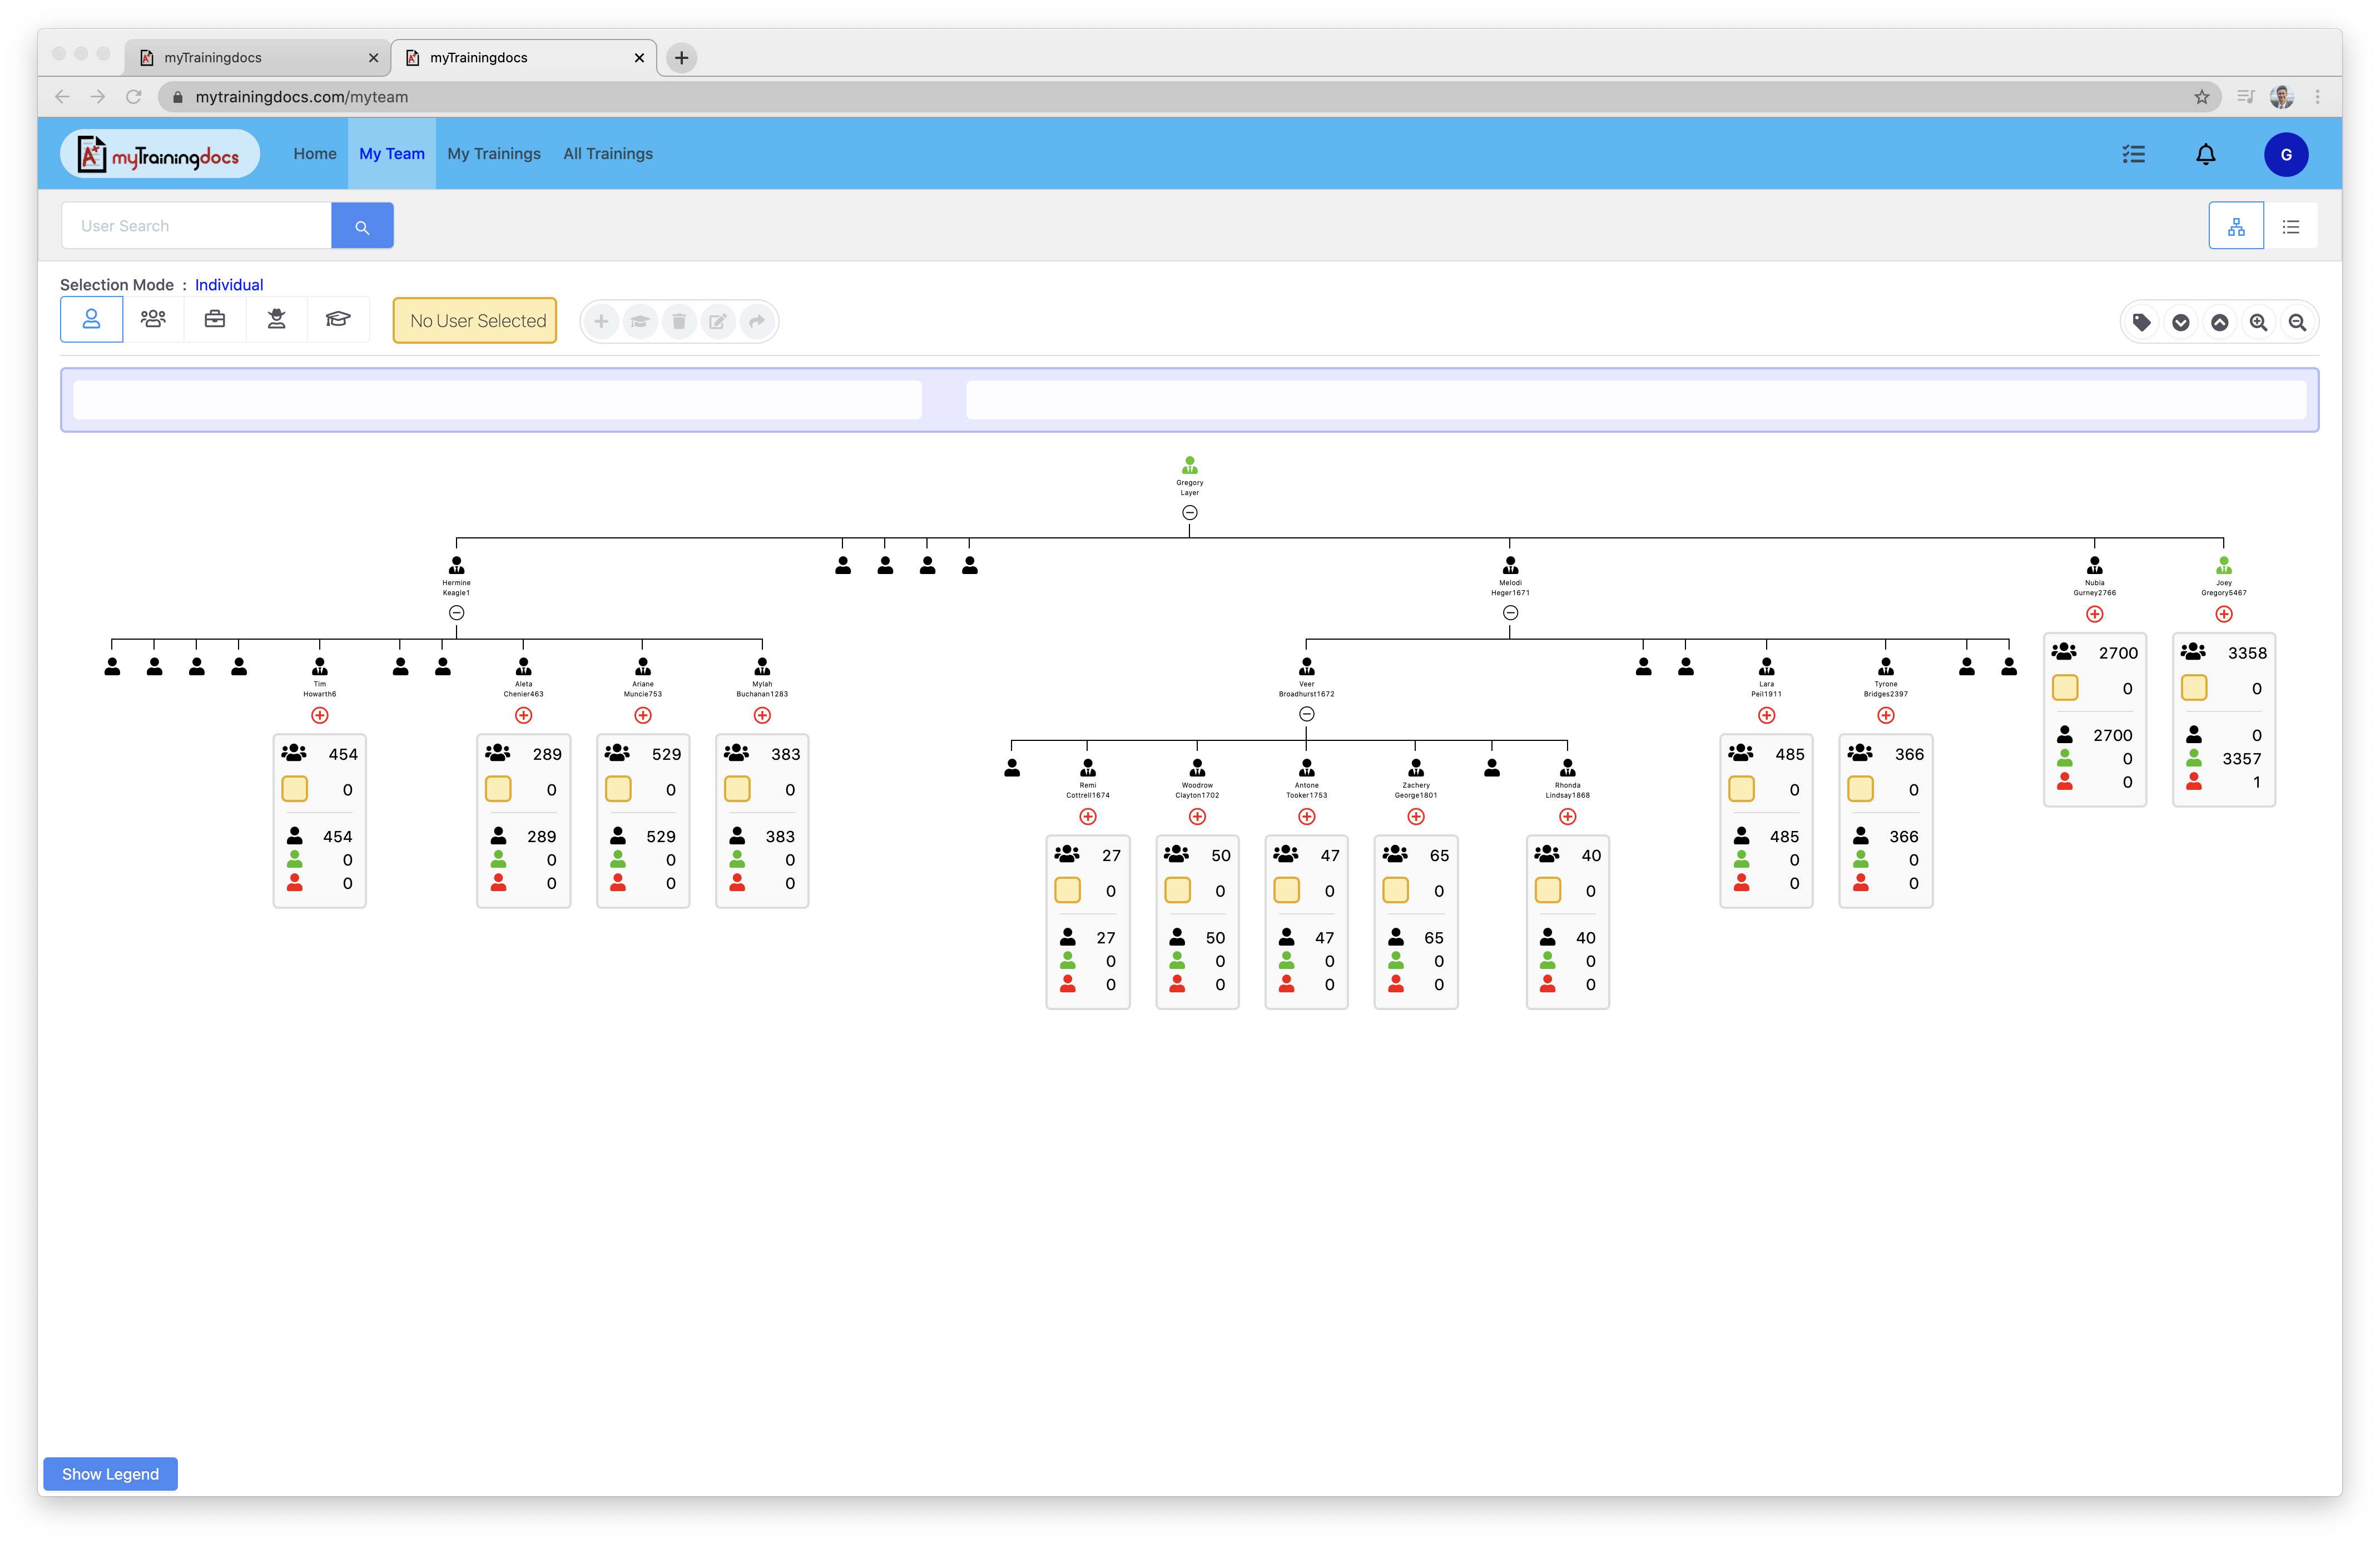 myTrainingdocs
myTrainingdocs
mytrainingdocs.com/myteam
A+ myTrainingdocs
Home
My Team
My Trainings
All Trainings
G
User Search
Selection Mode : Individual
No User Selected
Gregory
Layer
Hermine
Keagle1
Melodi
Heger1671
Nubia
Gurney2766
Joey
Gregory5467
2700
0
2700
0
0
3358
0
0
3357
1
Tim
Howarth6
Aleta
Chenier463
Ariane
Muncie753
Mylah
Buchanan1283
Veer
Broadhurst1672
Lara
Peil1911
Tyrone
Bridges2397
454
0
454
0
0
289
0
289
0
0
529
0
529
0
0
383
0
383
0
0
485
0
485
0
0
366
0
366
0
0
Remi
Cottrell1674
Woodrow
Clayton1702
Antone
Tooker1753
Zachery
George1801
Rhonda
Lindsay1868
27
0
27
0
0
50
0
50
0
0
47
0
47
0
0
65
0
65
0
0
40
0
40
0
0
Show Legend